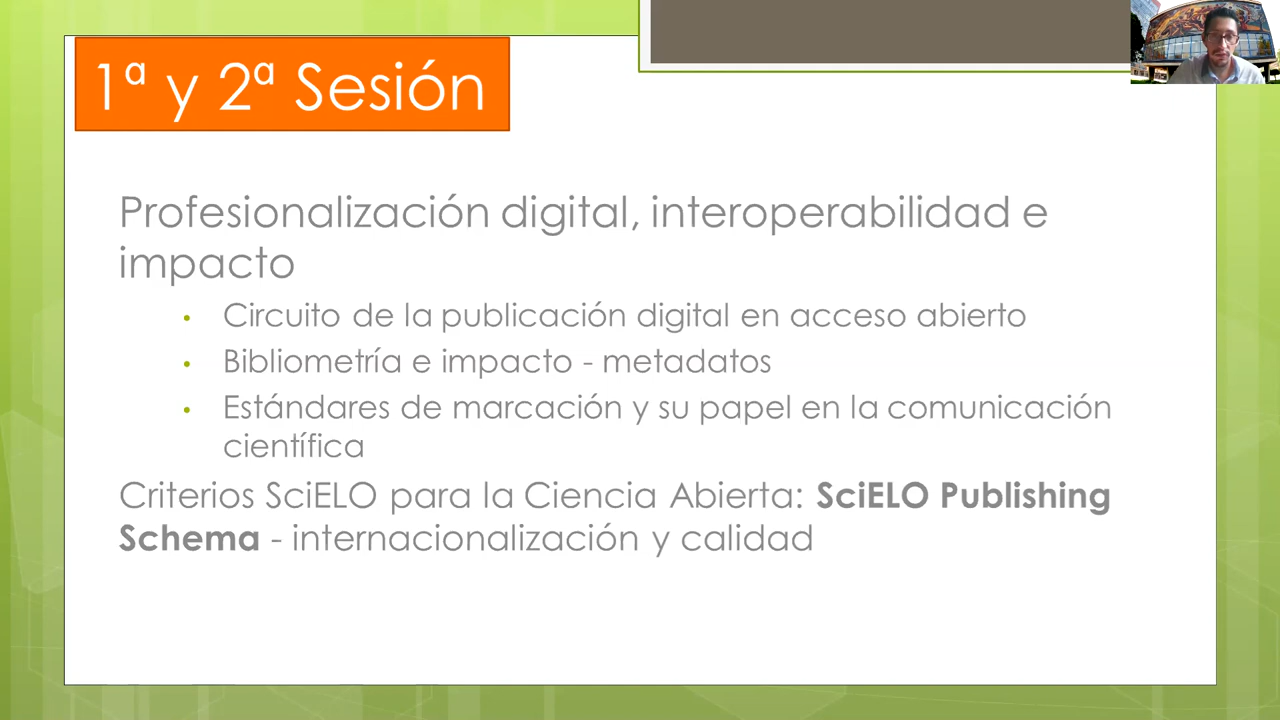 1ª y 2ª Sesión
Profesionalización digital, interoperabilidad e
impacto
• Circuito de la publicación digital en acceso abierto
• Bibliometría e impacto - metadatos
• Estándares de marcación y su papel en la comunicación
científica
Criterios SciELO para la Ciencia Abierta: SciELO Publishing
Schema - internacionalización y calidad